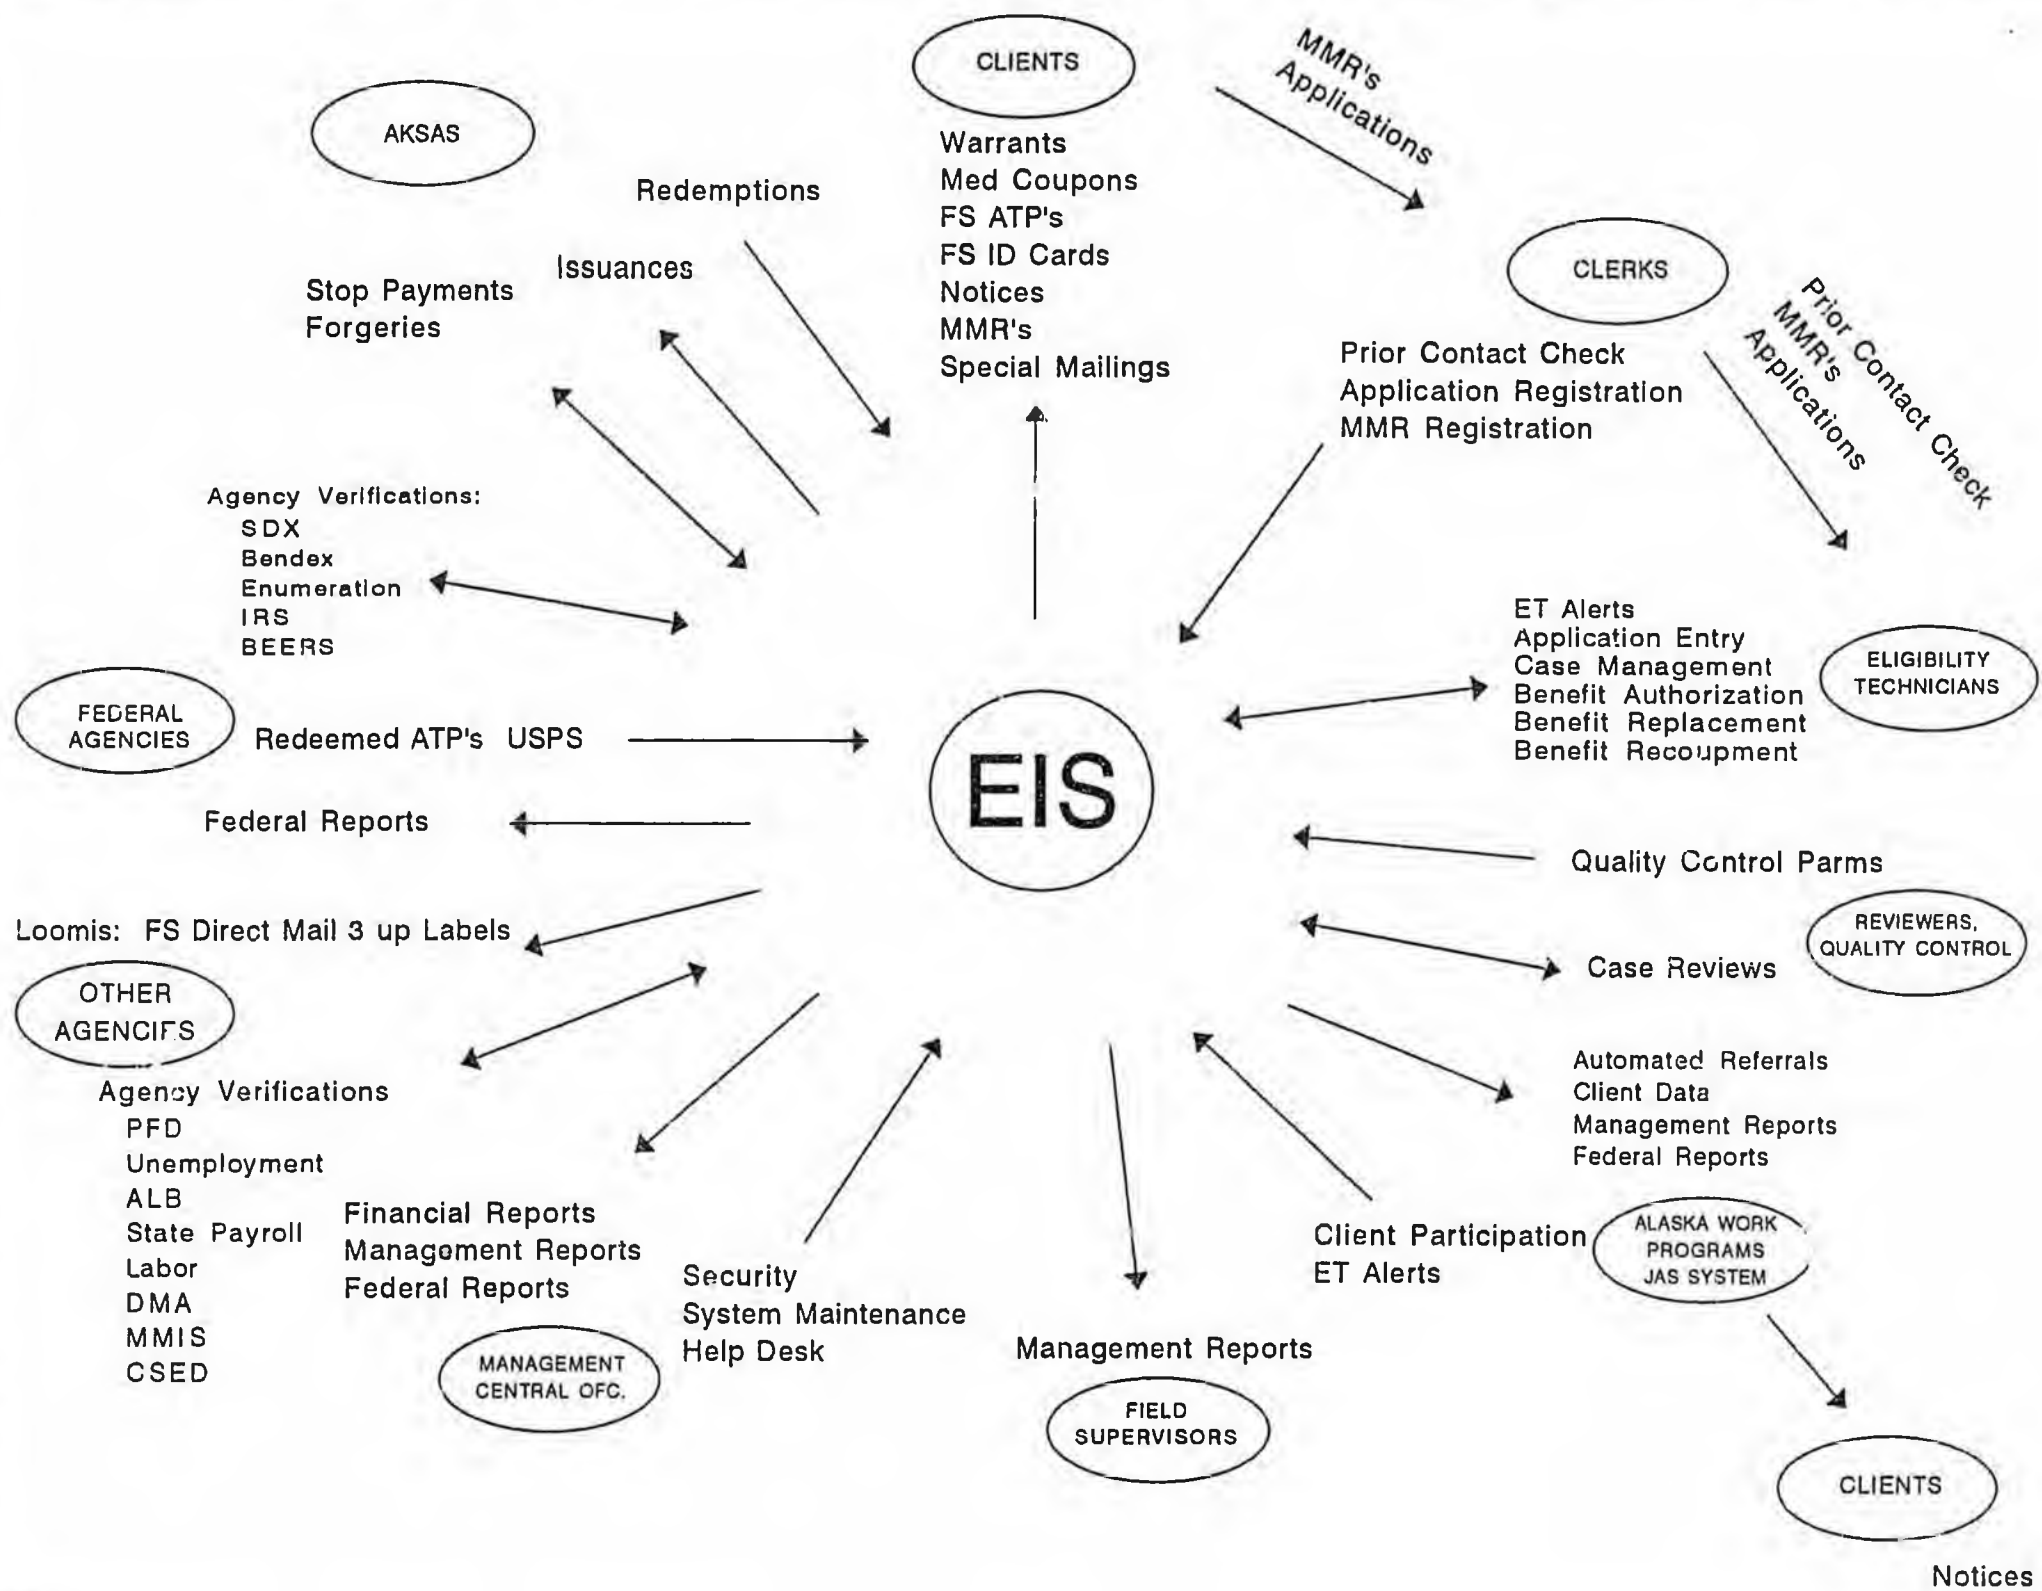 CLIENTS
Warrants
Med Coupons
FS ATP's
FS ID Cards
Notices
MMR's
Special Mailings
MMR's
Applications
AKSAS
Redemptions
Issuances
Stop Payments
Forgeries
CLERKS
Prior Contact Check
Application Registration
MMR Registration
Prior Contact Check
MMR's
Applications
Agency Verifications:
SDX
Bendex
Enumeration
IRS
BEERS
ET Alerts
Application Entry
Case Management
Benefit Authorization
Benefit Replacement
Benefit Recoupment
ELIGIBILITY
TECHNICIANS
FEDERAL
AGENCIES
Redeemed ATP's USPS
Federal Reports
EIS
Quality Control Parms
REVIEWERS,
QUALITY CONTROL
Case Reviews
Loomis: FS Direct Mail 3 up Labels
OTHER
AGENCIES
Agency Verifications
PFD
Unemployment
ALB
State Payroll
Labor
DMA
MMIS
CSED
Financial Reports
Management Reports
Federal Reports
MANAGEMENT
CENTRAL OFC.
Security
System Maintenance
Help Desk
Management Reports
FIELD
SUPERVISORS
Automated Referrals
Client Data
Management Reports
Federal Reports
Client Participation
ET Alerts
ALASKA WORK
PROGRAMS
JAS SYSTEM
CLIENTS
Notices